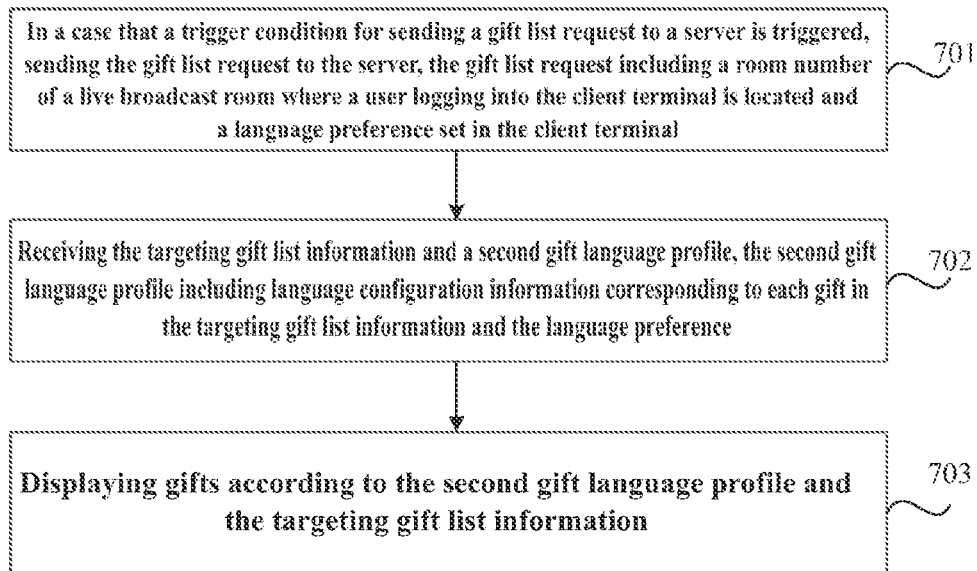 In a case that a trigger condition for sending a gift list request to a server is triggered,
sending the gift list request to the server, the gift list request including a room number
of a live broadcast room where a user logging into the client terminal is located and
a language preference set in the client terminal
701
Receiving the targeting gift list information and a second gift language profile, the second gift
language profile including language configuration information corresponding to each gift in
the targeting gift list information and the language preference
702
Displaying gifts according to the second gift language profile and
the targeting gift list information
703